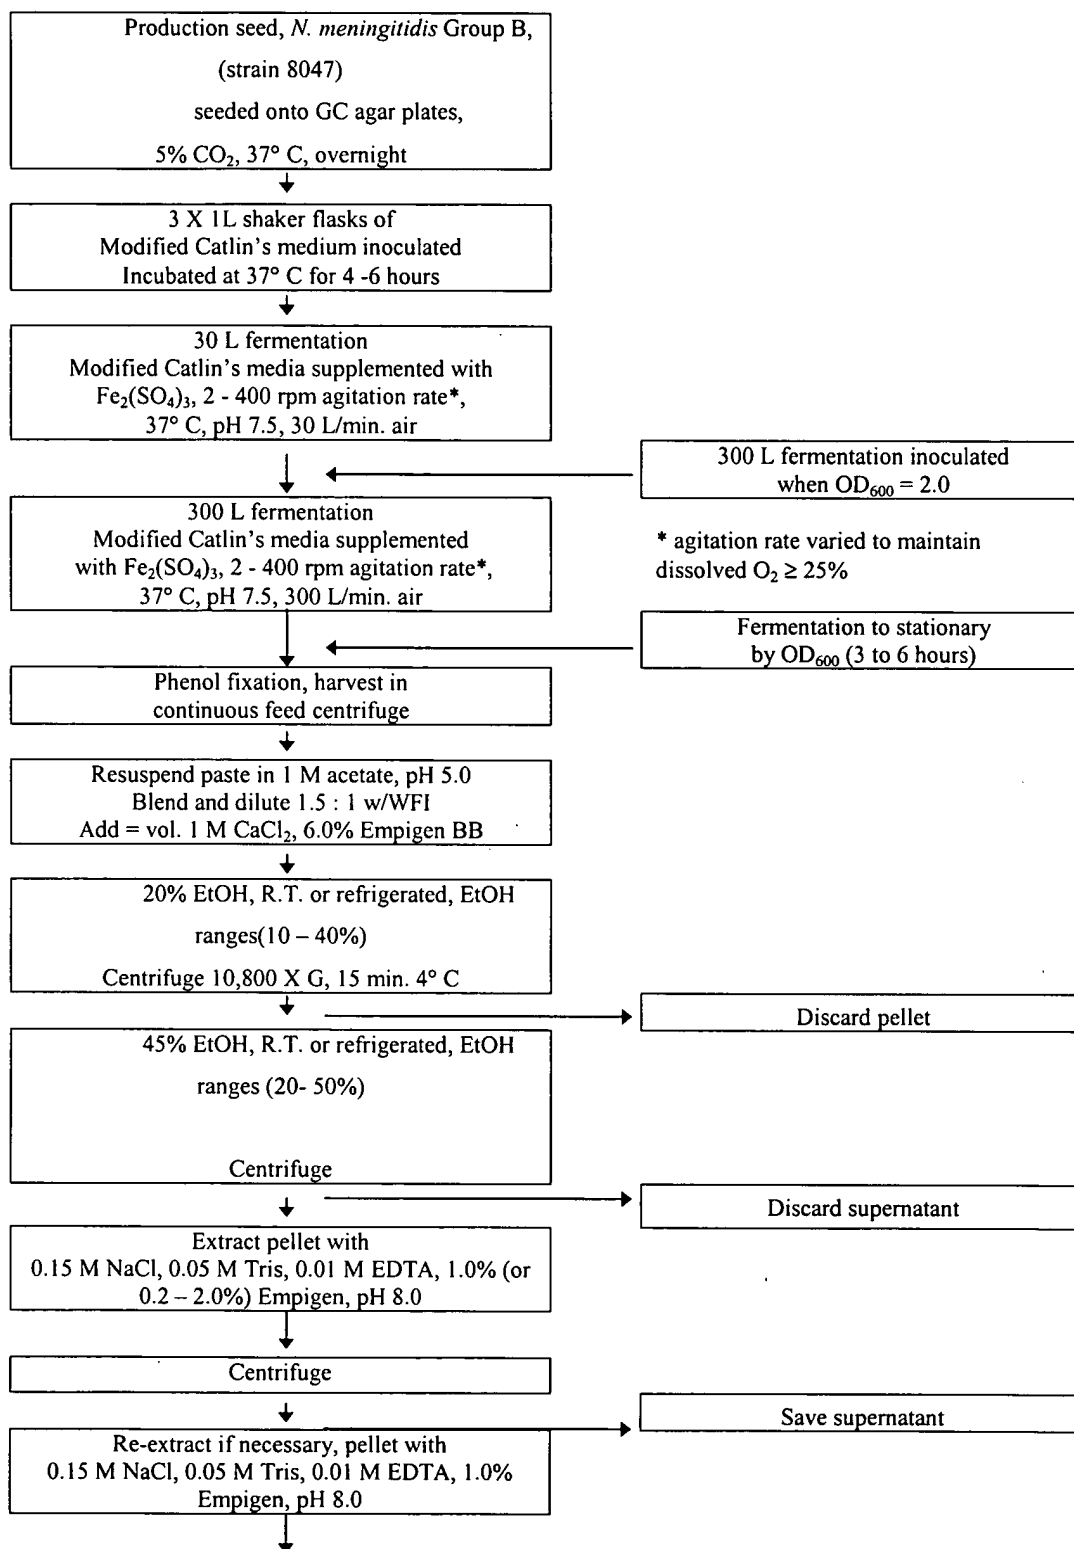 Production seed, N. meningitidis Group B,
(strain 8047)
seeded onto GC agar plates,
5% CO₂, 37° C, overnight
3 X 1L shaker flasks of
Modified Catlin's medium inoculated
Incubated at 37° C for 4 -6 hours
30 L fermentation
Modified Catlin's media supplemented with
Fe₂(SO₄)₃, 2 - 400 rpm agitation rate*,
37° C, pH 7.5, 30 L/min. air
300 L fermentation inoculated
when OD₆₀₀ = 2.0
300 L fermentation
Modified Catlin's media supplemented
with Fe₂(SO₄)₃, 2 - 400 rpm agitation rate*,
37° C, pH 7.5, 300 L/min. air
* agitation rate varied to maintain
dissolved O₂ ≥ 25%
Fermentation to stationary
by OD₆₀₀ (3 to 6 hours)
Phenol fixation, harvest in
continuous feed centrifuge
Resuspend paste in 1 M acetate, pH 5.0
Blend and dilute 1.5 : 1 w/WFI
Add = vol. 1 M CaCl₂, 6.0% Empigen BB
20% EtOH, R.T. or refrigerated, EtOH
ranges(10 – 40%)
Centrifuge 10,800 X G, 15 min. 4° C
Discard pellet
45% EtOH, R.T. or refrigerated, EtOH
ranges (20- 50%)
Centrifuge
Discard supernatant
Extract pellet with
0.15 M NaCl, 0.05 M Tris, 0.01 M EDTA, 1.0% (or
0.2 – 2.0%) Empigen, pH 8.0
Centrifuge
Save supernatant
Re-extract if necessary, pellet with
0.15 M NaCl, 0.05 M Tris, 0.01 M EDTA, 1.0%
Empigen, pH 8.0